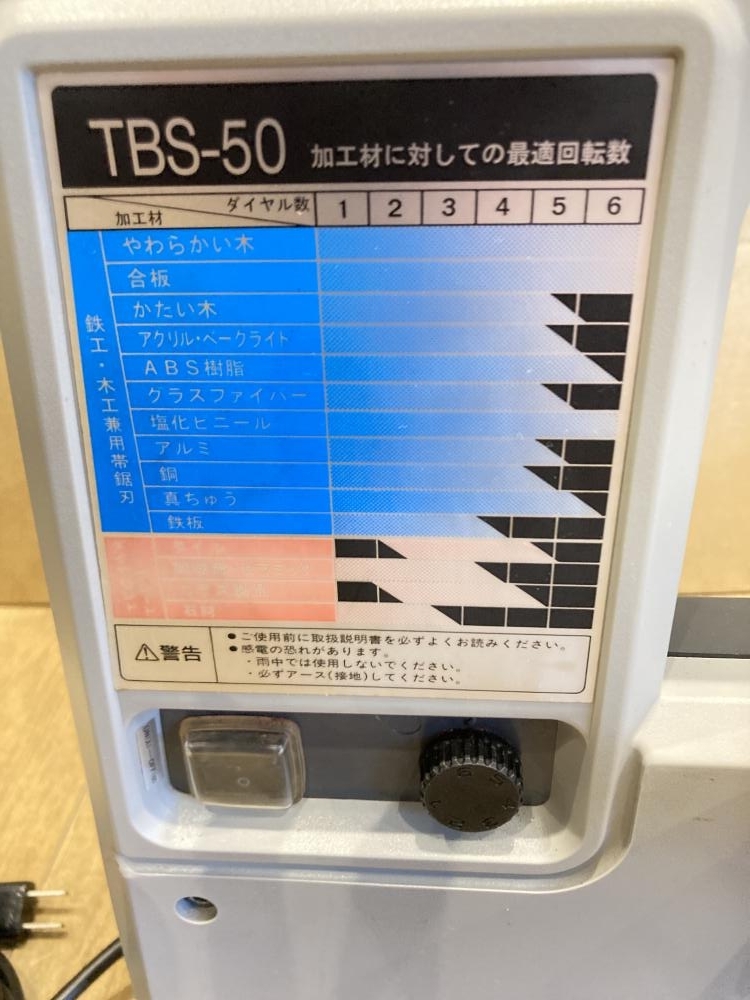 TBS-50 加工材に対しての最適回転数
ダイヤル数 1 2 3 4 5 6
加工材
鉄工・木工兼用帯鋸刃
やわらかい木
合板
かたい木
アクリル・ベークライト
ABS樹脂
グラスファイバー
塩化ビニール
アルミ
銅
真ちゅう
鉄板
タイル
石材
⚠警告
●ご使用前に取扱説明書を必ずよくお読みください。
●感電の恐れがあります。
・雨中では使用しないでください。
・必ずアース(接地)してください。
6 5